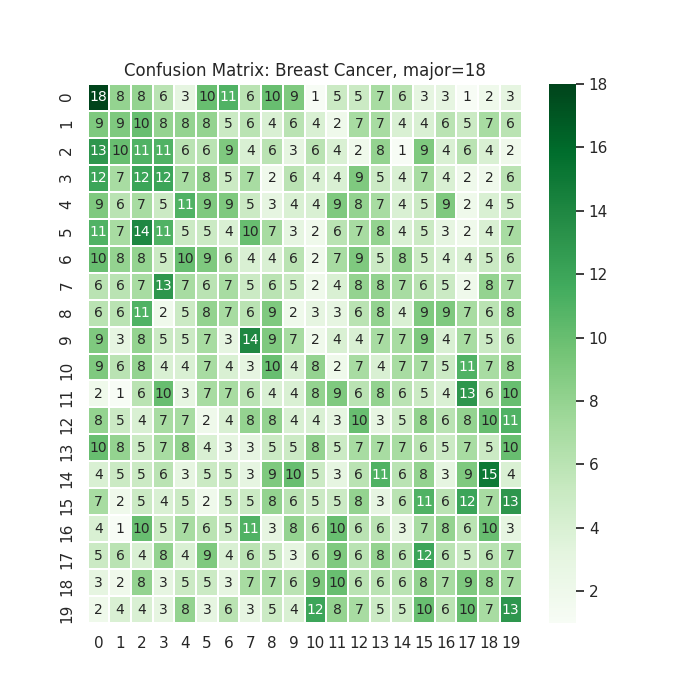 Confusion Matrix: Breast Cancer, major=18
0 18 8 8 6 3 10 11 6 10 9 1 5 5 7 6 3 3 1 2 3
1 9 9 10 8 8 8 5 6 4 6 4 2 7 7 4 4 6 5 7 6
2 13 10 11 11 6 6 9 4 6 3 6 4 2 8 1 9 4 6 4 2
3 12 7 12 12 7 8 5 7 2 6 4 4 9 5 4 7 4 2 2 6
4 9 6 7 5 11 9 9 5 3 4 4 9 8 7 4 5 9 2 4 5
5 11 7 14 11 5 5 4 10 7 3 2 6 7 8 4 5 3 2 4 7
6 10 8 8 5 10 9 6 4 4 6 2 7 9 5 8 5 4 4 5 6
7 6 6 7 13 7 6 7 5 6 5 2 4 8 8 7 6 5 2 8 7
8 6 6 11 2 5 8 7 6 9 2 3 3 6 8 4 9 9 7 6 8
9 9 3 8 5 5 7 3 14 9 7 2 4 4 7 7 9 4 7 5 6
10 9 6 8 4 4 7 4 3 10 4 8 2 7 4 7 7 5 11 7 8
11 2 1 6 10 3 7 7 6 4 4 8 9 6 8 6 5 4 13 6 10
12 8 5 4 7 7 2 4 8 8 4 4 3 10 3 5 8 6 8 10 11
13 10 8 5 7 8 4 3 3 5 5 8 5 7 7 7 6 5 7 5 10
14 4 5 5 6 3 5 5 3 9 10 5 3 6 11 6 8 3 9 15 4
15 7 2 5 4 5 2 5 5 8 6 5 5 8 3 6 11 6 12 7 13
16 4 1 10 5 7 6 5 11 3 8 6 10 6 6 3 7 8 6 10 3
17 5 6 4 8 4 9 4 6 5 3 6 9 6 8 6 12 6 5 6 7
18 3 2 8 3 5 5 3 7 7 6 9 10 6 6 6 8 7 9 8 7
19 2 4 4 3 8 3 6 3 5 4 12 8 7 5 5 10 6 10 7 13
0 1 2 3 4 5 6 7 8 9 10 11 12 13 14 15 16 17 18 19
18
16
14
12
10
8
6
4
2